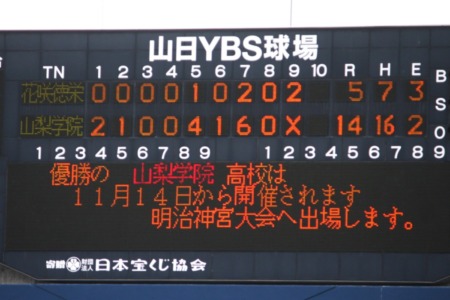 山日YBS球場
TN 1 2 3 4 5 6 7 8 9 10 R H E B
花咲徳栄 0 0 0 0 1 0 2 0 2 5 7 3 S
山梨学院 2 1 0 0 4 1 6 0 X 14 16 2 O
1 2 3 4 5 6 7 8 9 1 2 3 4 5 6 7 8 9
優勝の 山梨学院 高校は
11月14日から開催されます
明治神宮大会へ出場します。
寄贈 財団法人 日本宝くじ協会